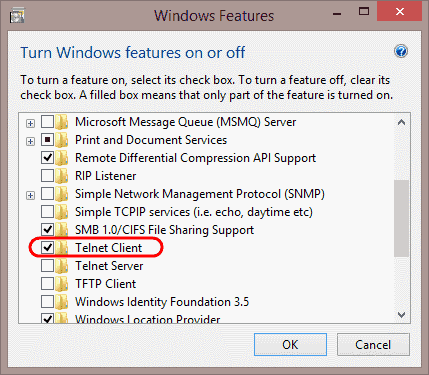 Windows Features
Turn Windows features on or off
To turn a feature on, select its check box. To turn a feature off, clear its
check box. A filled box means that only part of the feature is turned on.
Microsoft Message Queue (MSMQ) Server
Print and Document Services
Remote Differential Compression API Support
RIP Listener
Simple Network Management Protocol (SNMP)
Simple TCPIP services (i.e. echo, daytime etc)
SMB 1.0/CIFS File Sharing Support
Telnet Client
Telnet Server
TFTP Client
Windows Identity Foundation 3.5
Windows Location Provider
OK
Cancel